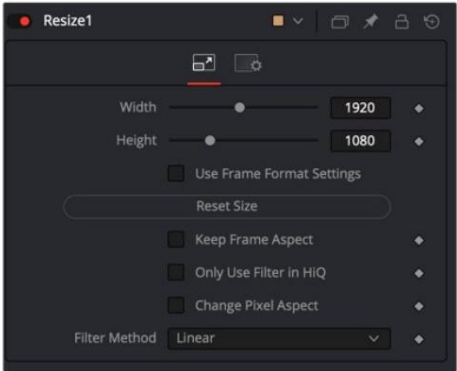 Resize1
Width 1920
Height 1080
Use Frame Format Settings
Reset Size
Keep Frame Aspect
Only Use Filter in HiQ
Change Pixel Aspect
Filter Method Linear